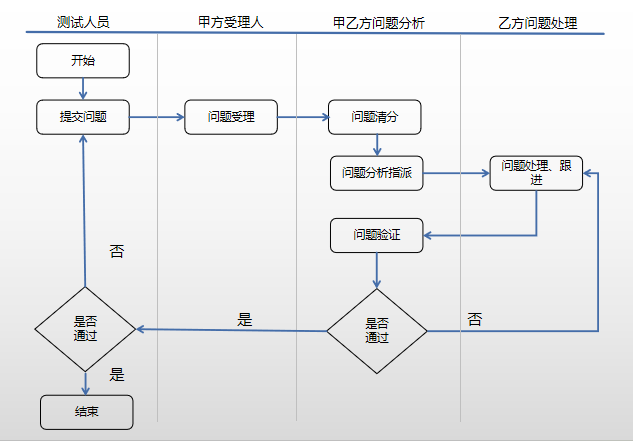 测试人员
甲方受理人
甲乙方问题分析
乙方问题处理
开始
提交问题
问题受理
问题清分
问题分析指派
问题处理、跟
进
问题验证
否
是否
通过
是
是否
通过
否
是
结束